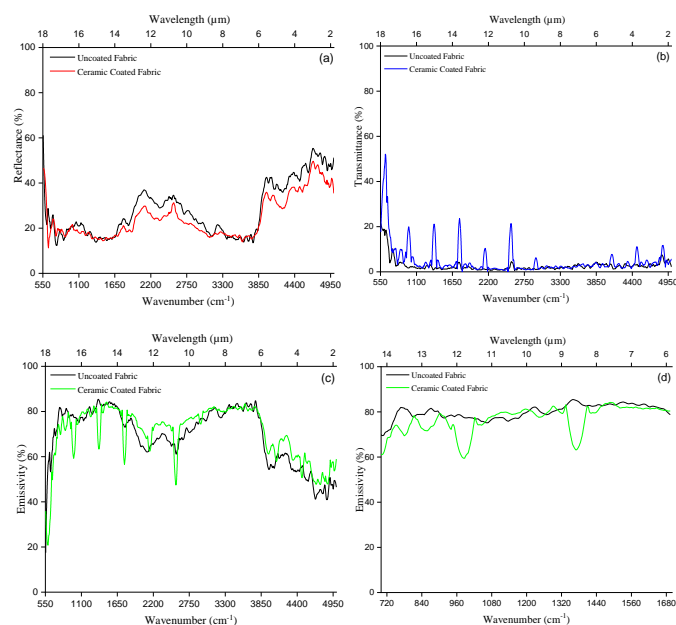 Wavelength (µm)
18 16 14 12 10 8 6 4 2
100
80
60
40
20
0
Reflectance (%)
Uncoated Fabric
Ceramic Coated Fabric
(a)
550 1100 1650 2200 2750 3300 3850 4400 4950
Wavenumber (cm⁻¹)
Wavelength (µm)
18 16 14 12 10 8 6 4 2
100
80
60
40
20
0
Transmittance (%)
Uncoated Fabric
Ceramic Coated Fabric
(b)
550 1100 1650 2200 2750 3300 3850 4400 4950
Wavenumber (cm⁻¹)
Wavelength (µm)
18 16 14 12 10 8 6 4 2
100
80
60
40
20
0
Emissivity (%)
Uncoated Fabric
Ceramic Coated Fabric
(c)
550 1100 1650 2200 2750 3300 3850 4400 4950
Wavenumber (cm⁻¹)
Wavelength (µm)
14 13 12 11 10 9 8 7 6
100
80
60
40
20
0
Emissivity (%)
Uncoated Fabric
Ceramic Coated Fabric
(d)
720 840 960 1080 1200 1320 1440 1560 1680
Wavenumber (cm⁻¹)